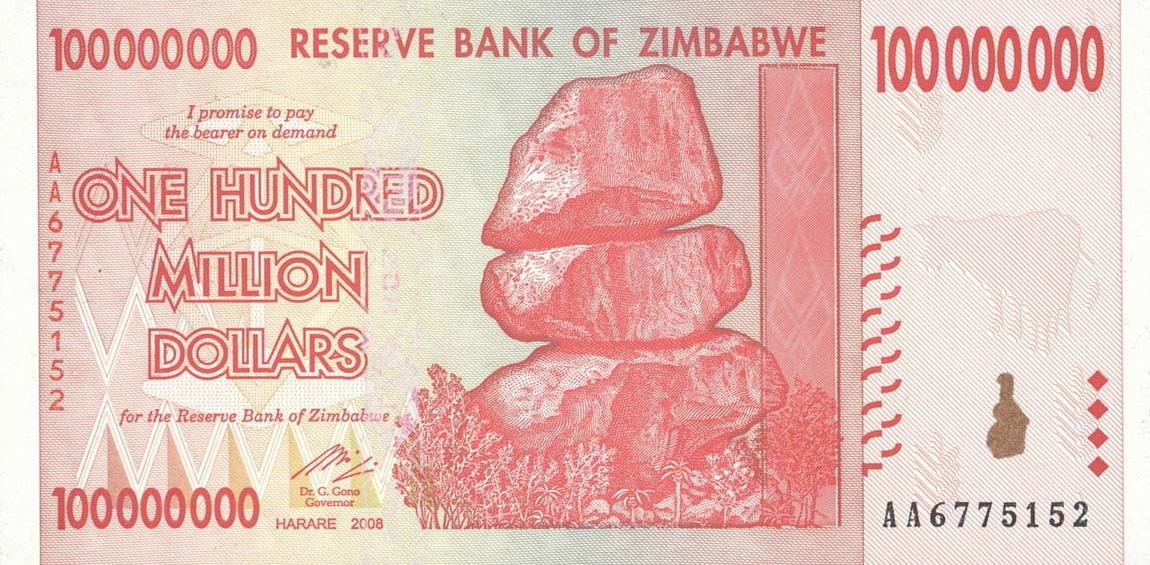 100000000
RESERVE BANK OF ZIMBABWE
100000000
I promise to pay
the bearer on demand
ONE HUNDRED
MILLION
DOLLARS
for the Reserve Bank of Zimbabwe
Dr. G. Gono
Governor
HARARE 2008
100000000
AA6775152
AA6775152